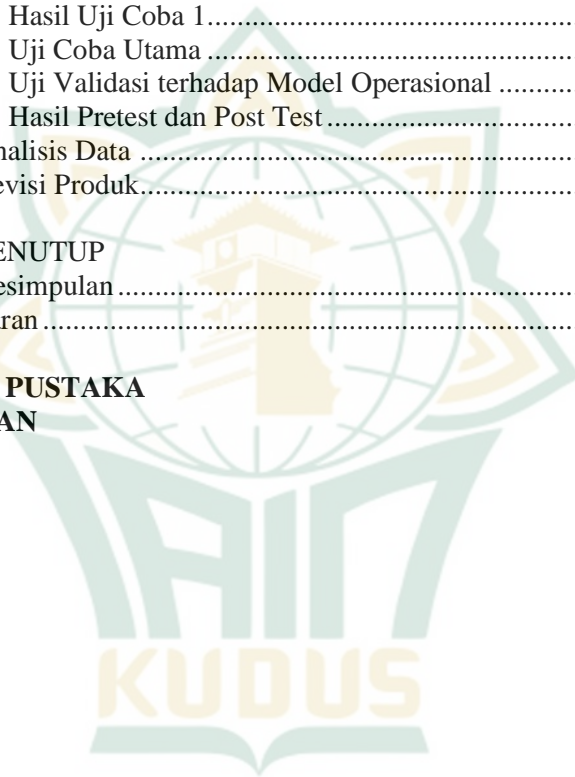 Hasil Uji Coba 1..............................................................
Uji Coba Utama ..............................................................
Uji Validasi terhadap Model Operasional ..........
Hasil Pretest dan Post Test ..........................................
nalisis Data ......................................................................
evisi Produk......................................................................
ENUTUP
esimpulan ........................................................................
aran ..................................................................................
PUSTAKA
AN
IAIN
KUDUS